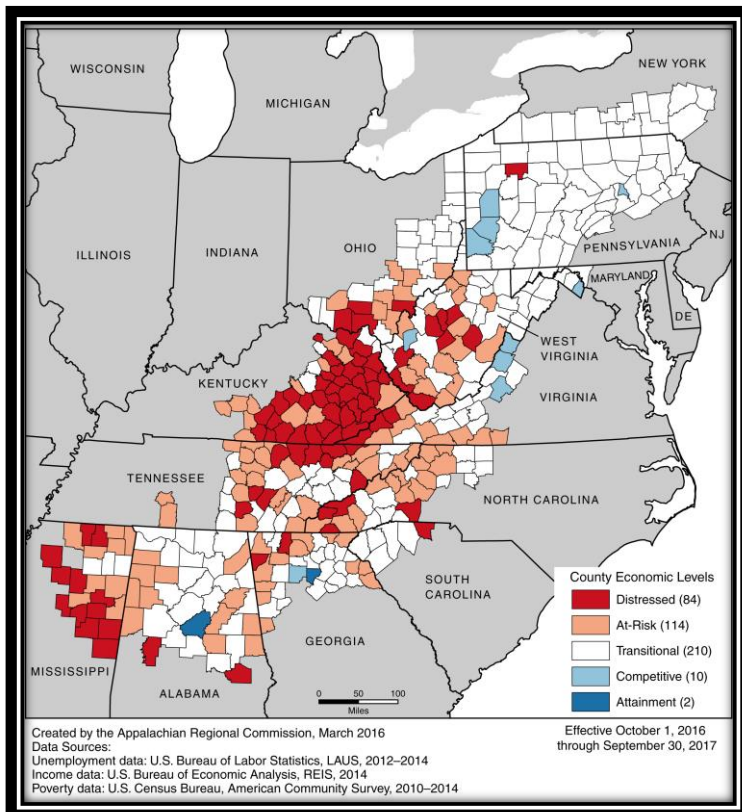 WISCONSIN
MICHIGAN
NEW YORK
ILLINOIS
INDIANA
OHIO
PENNSYLVANIA
NJ
MARYLAND
DE
WEST
VIRGINIA
VIRGINIA
KENTUCKY
TENNESSEE
NORTH CAROLINA
SOUTH
CAROLINA
GEORGIA
MISSISSIPPI
ALABAMA
County Economic Levels
Distressed (84)
At-Risk (114)
Transitional (210)
Competitive (10)
Attainment (2)
0 50 100
Miles
Created by the Appalachian Regional Commission, March 2016
Data Sources:
Unemployment data: U.S. Bureau of Labor Statistics, LAUS, 2012–2014
Income data: U.S. Bureau of Economic Analysis, REIS, 2014
Poverty data: U.S. Census Bureau, American Community Survey, 2010–2014
Effective October 1, 2016
through September 30, 2017